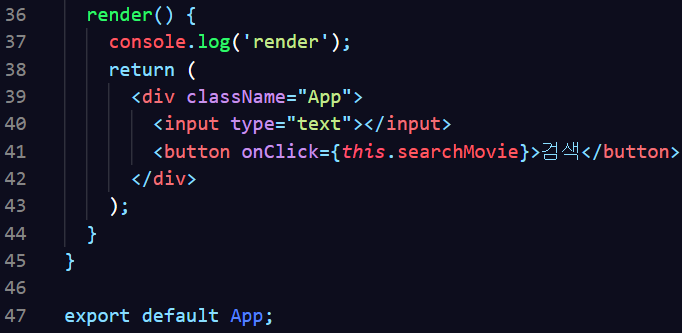 36 render() {
37 console.log('render');
38 return (
39 <div className="App">
40 <input type="text"></input>
41 <button onClick={this.searchMovie}>검색</button>
42 </div>
43 );
44 }
45 }
46
47 export default App;